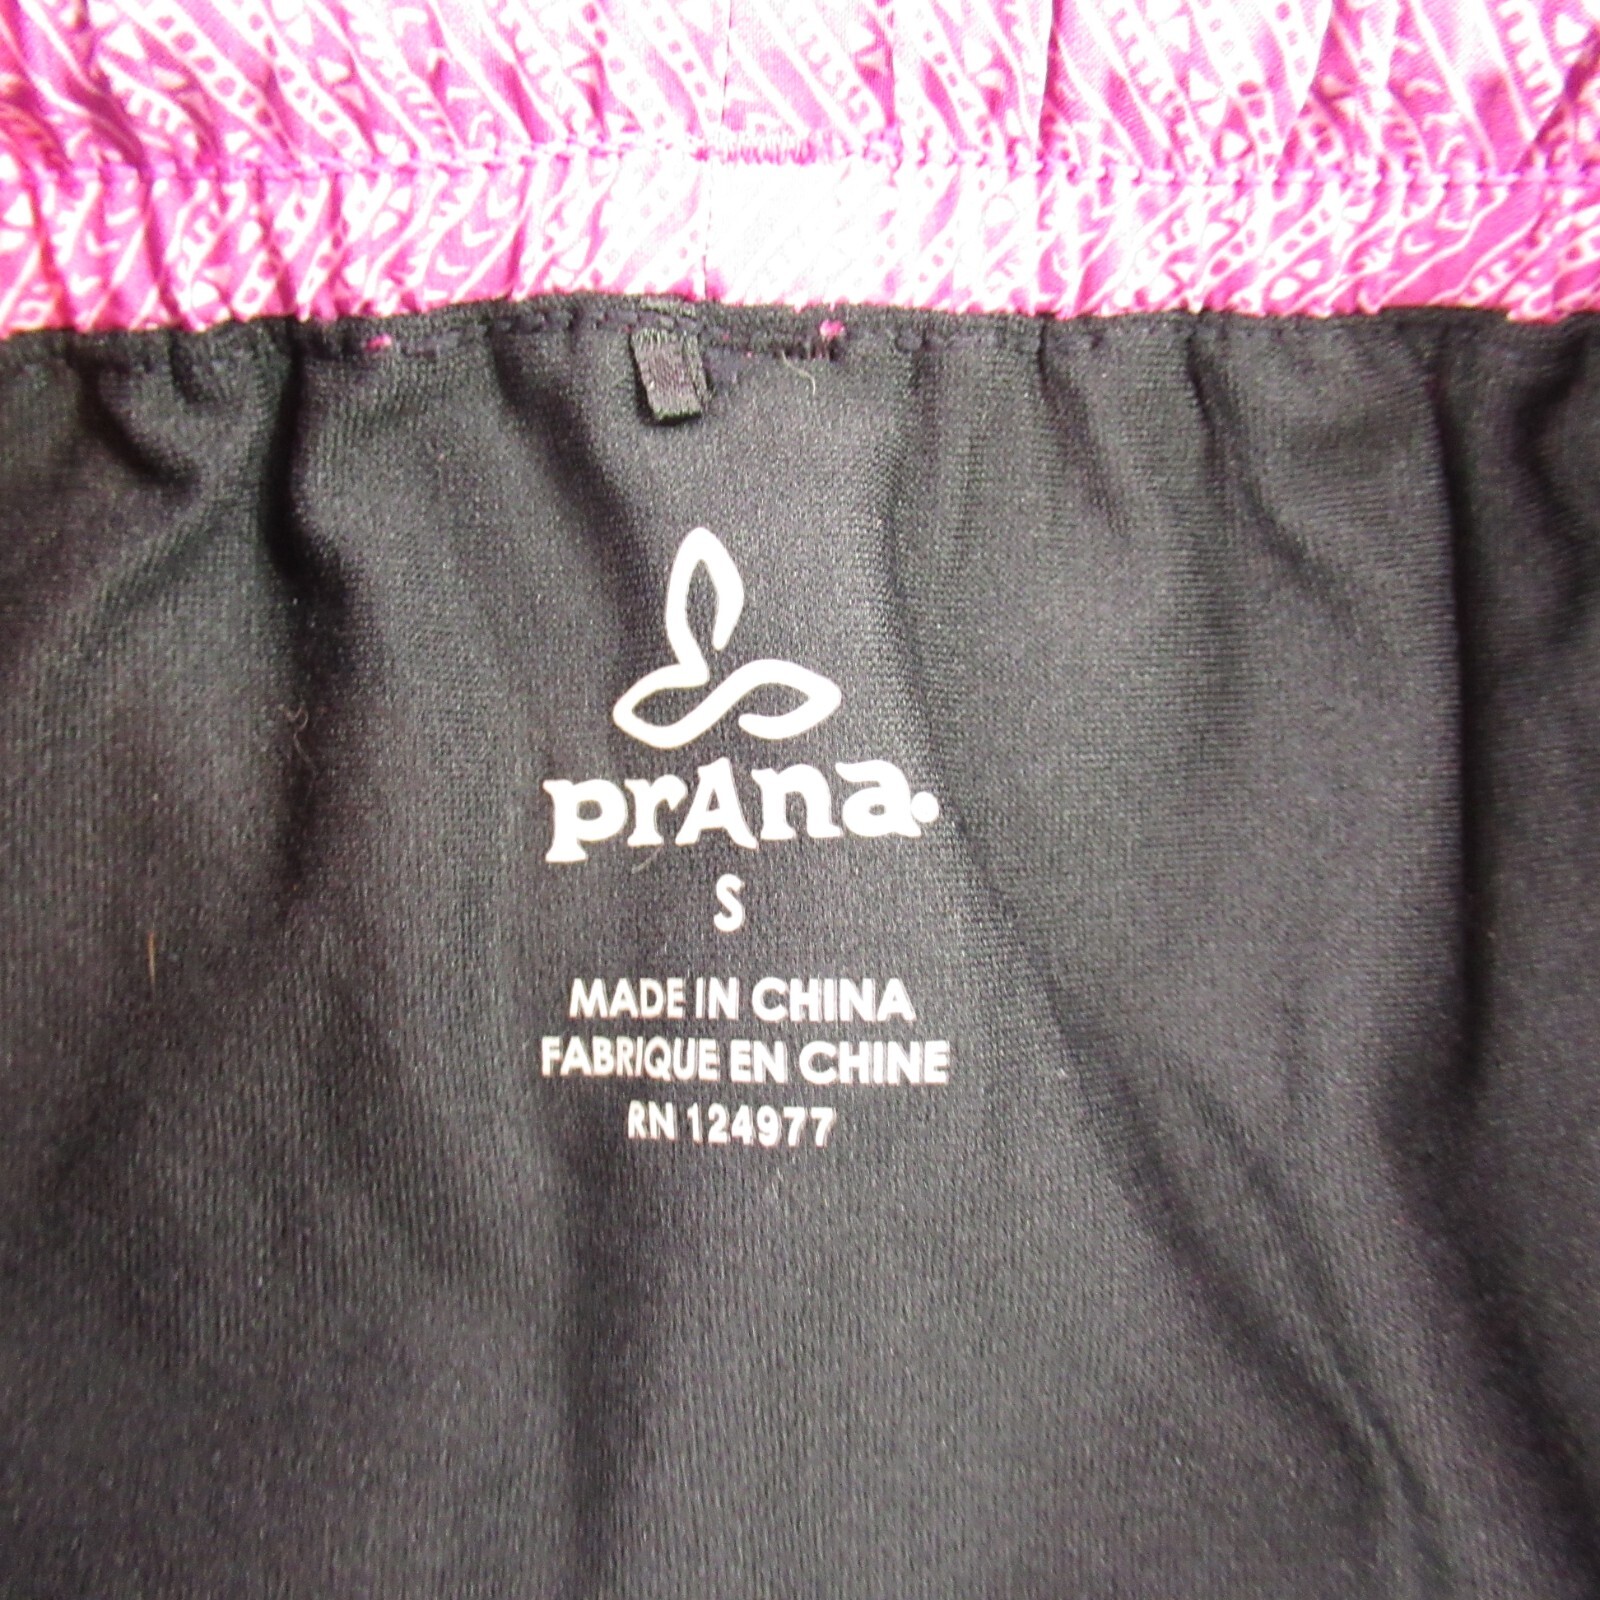 prAna
S
MADE IN CHINA
FABRIQUE EN CHINE
RN 124977